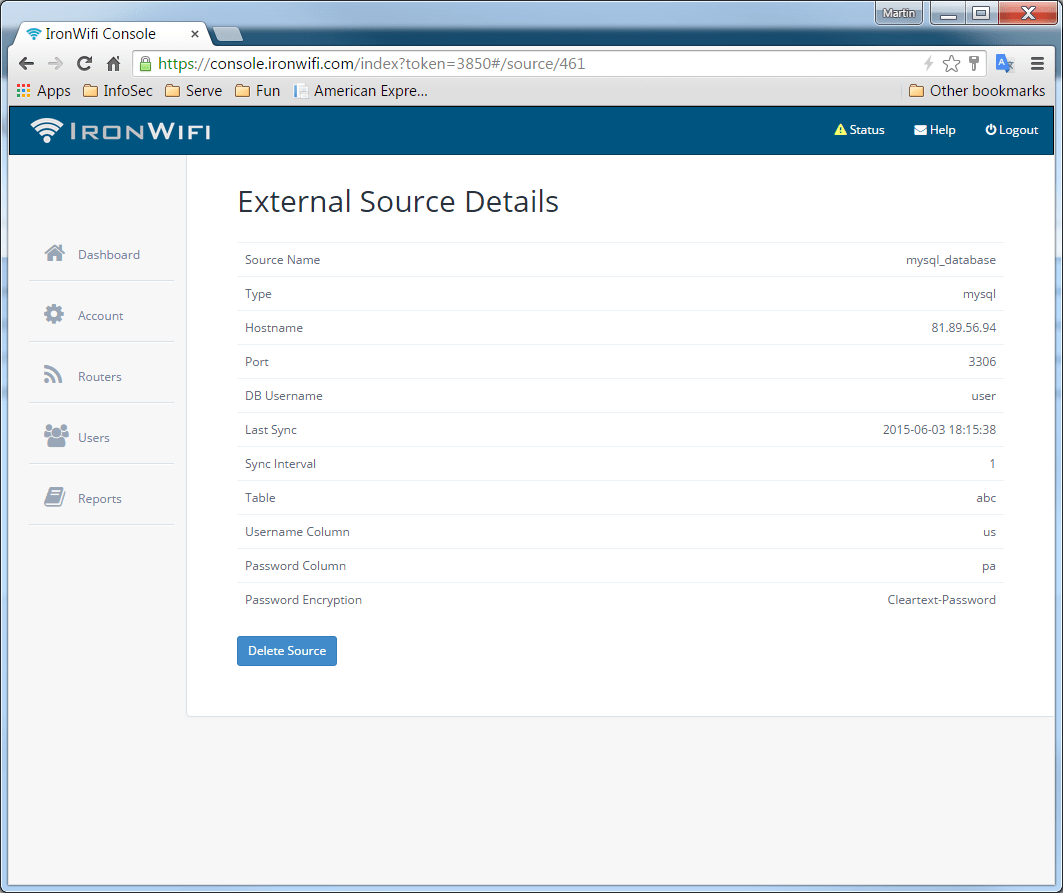 Martin
IronWifi Console
https://console.ironwifi.com/index?token=3850#/source/461
Apps InfoSec Serve Fun American Expre... Other bookmarks
IRONWIFI Status Help Logout
External Source Details
Dashboard
Account
Routers
Users
Reports
Source Name mysql_database
Type mysql
Hostname 81.89.56.94
Port 3306
DB Username user
Last Sync 2015-06-03 18:15:38
Sync Interval 1
Table abc
Username Column us
Password Column pa
Password Encryption Cleartext-Password
Delete Source